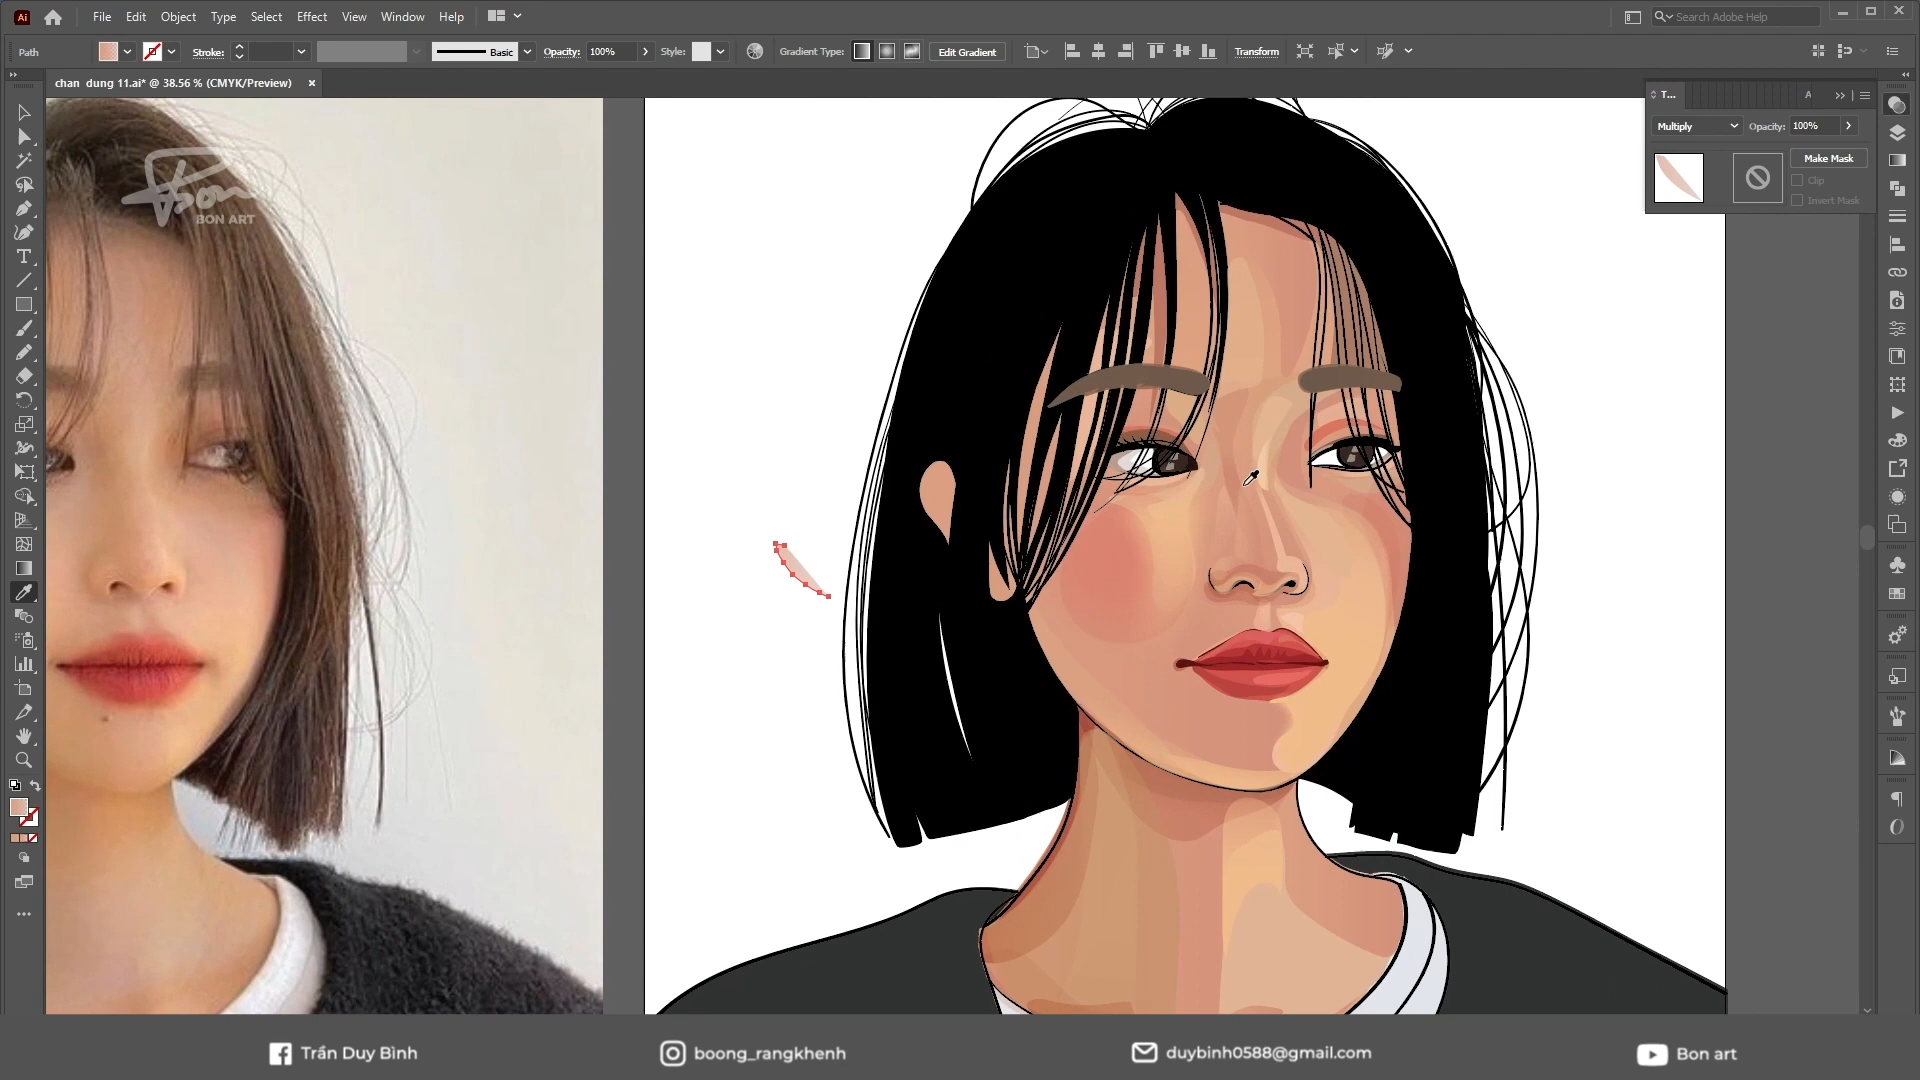 Ai File Edit Object Type Select Effect View Window Help Search Adobe Help
Path Stroke: Basic Opacity: 100% Style: Gradient Type: Edit Gradient Transform
chan dung 11.ai* @ 38.56 % (CMYK/Preview) ×
T... A
Multiply Opacity: 100%
Make Mask
Clip
Invert Mask
Bon
BON ART
Trần Duy Bình
boong_rangkhenh
duybinh0588@gmail.com
Bon art